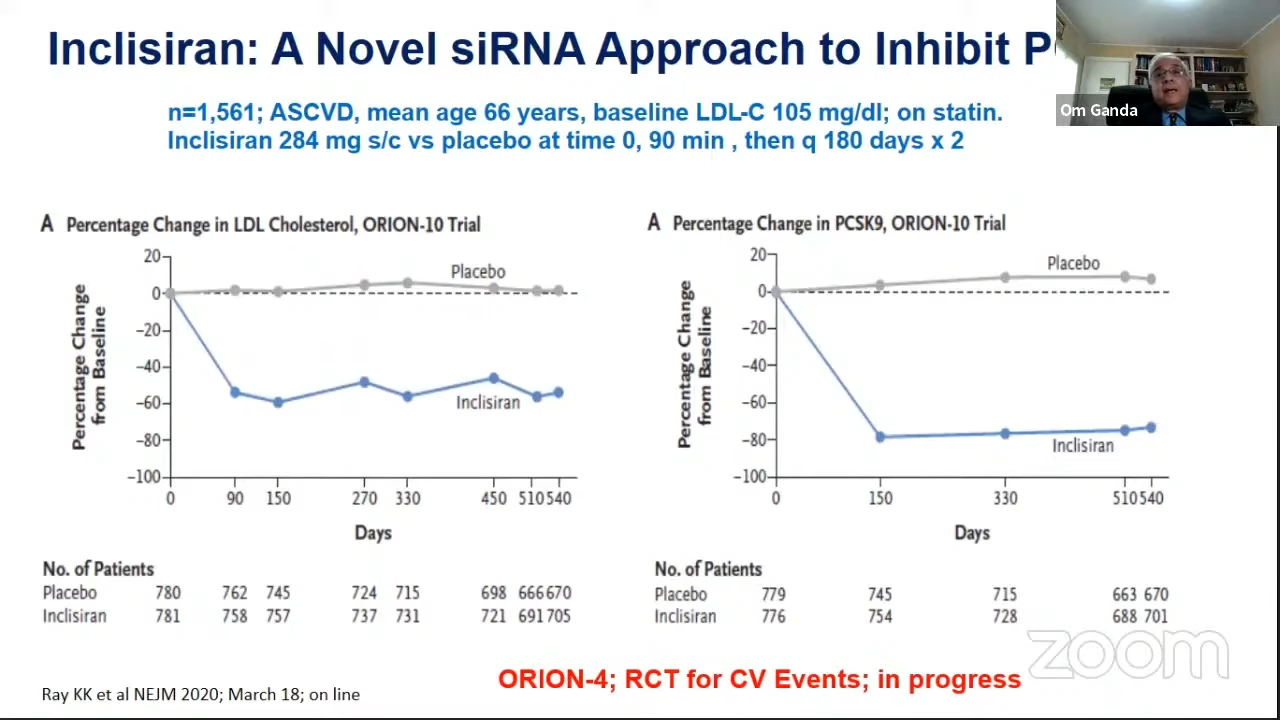 Inclisiran: A Novel siRNA Approach to Inhibit
Om Ganda
n=1,561; ASCVD, mean age 66 years, baseline LDL-C 105 mg/dl; on statin.
Inclisiran 284 mg s/c vs placebo at time 0, 90 min , then q 180 days x 2
A Percentage Change in LDL Cholesterol, ORION-10 Trial
Percentage Change
from Baseline
20
0
-20
-40
-60
-80
-100
Placebo
Inclisiran
0 90 150 270 330 450 510 540
Days
No. of Patients
Placebo 780 762 745 724 715 698 666 670
Inclisiran 781 758 757 737 731 721 691 705
A Percentage Change in PCSK9, ORION-10 Trial
Percentage Change
from Baseline
20
0
-20
-40
-60
-80
-100
Placebo
Inclisiran
0 150 330 510 540
Days
No. of Patients
Placebo 779 745 715 663 670
Inclisiran 776 754 728 688 701
zoom
ORION-4; RCT for CV Events; in progress
Ray KK et al NEJM 2020; March 18; on line